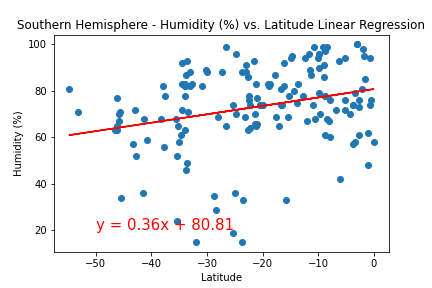 Southern Hemisphere - Humidity (%) vs. Latitude Linear Regression
100
80
60
40
20
Humidity (%)
y = 0.36x + 80.81
−50
−40
−30
−20
−10
0
Latitude